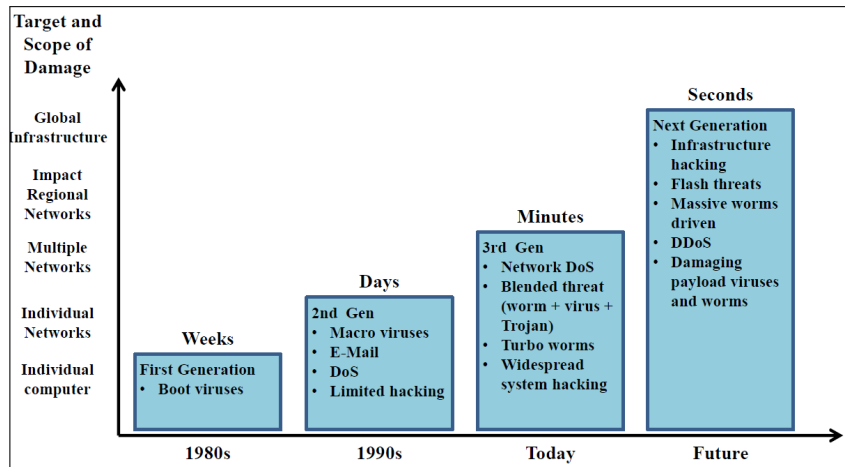 Target and
Scope of
Damage
Global
Infrastructure
Impact
Regional
Networks
Multiple
Networks
Individual
Networks
Individual
computer
Weeks
First Generation
• Boot viruses
1980s
Days
2nd Gen
• Macro viruses
• E-Mail
• DoS
• Limited hacking
1990s
Minutes
3rd Gen
• Network DoS
• Blended threat
(worm + virus +
Trojan)
• Turbo worms
• Widespread
system hacking
Today
Seconds
Next Generation
• Infrastructure
hacking
• Flash threats
• Massive worms
driven
• DDoS
• Damaging
payload viruses
and worms
Future